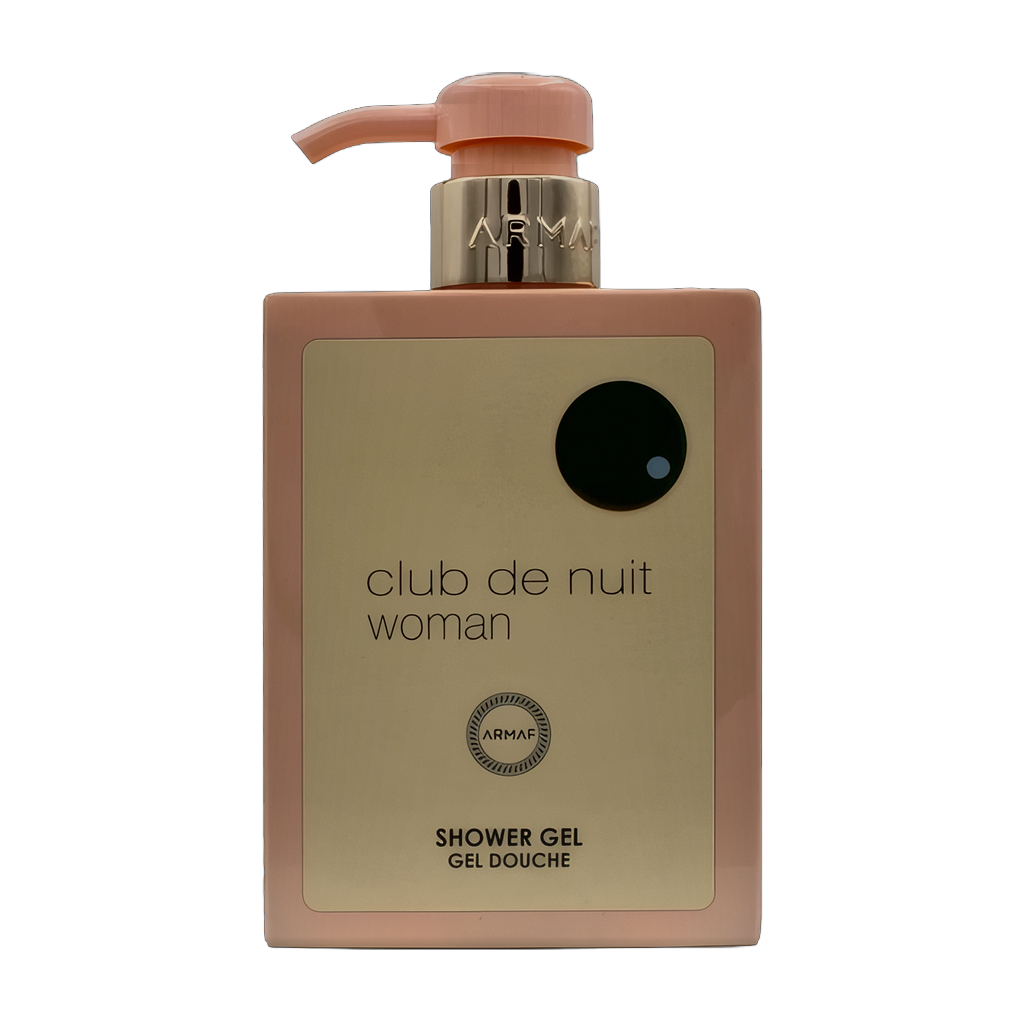 ARMAF
club de nuit
woman
ARMAF
SHOWER GEL
GEL DOUCHE